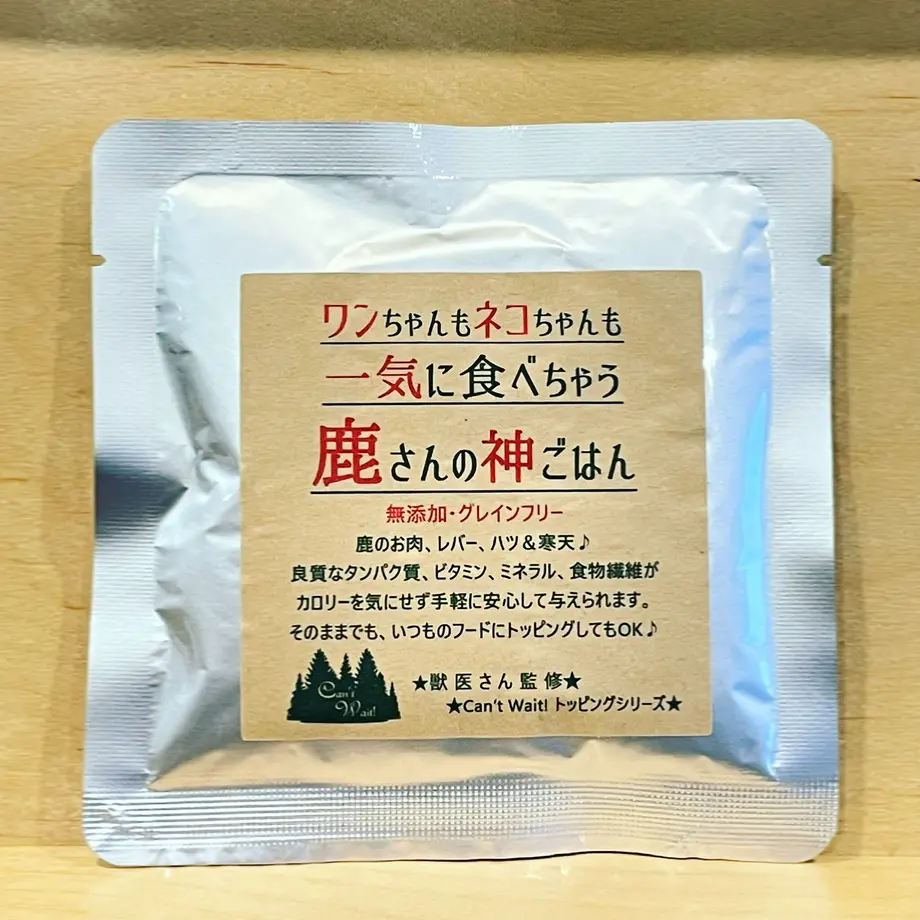 ワンちゃんもネコちゃんも
一気に食べちゃう
鹿さんの神ごはん
無添加・グレインフリー
鹿のお肉、レバー、ハツ＆寒天♪
良質なタンパク質、ビタミン、ミネラル、食物繊維が
カロリーを気にせず手軽に安心して与えられます。
そのままでも、いつものフードにトッピングしてもOK♪
Can't
Wait!
★獣医さん監修★
★Can't Wait! トッピングシリーズ★